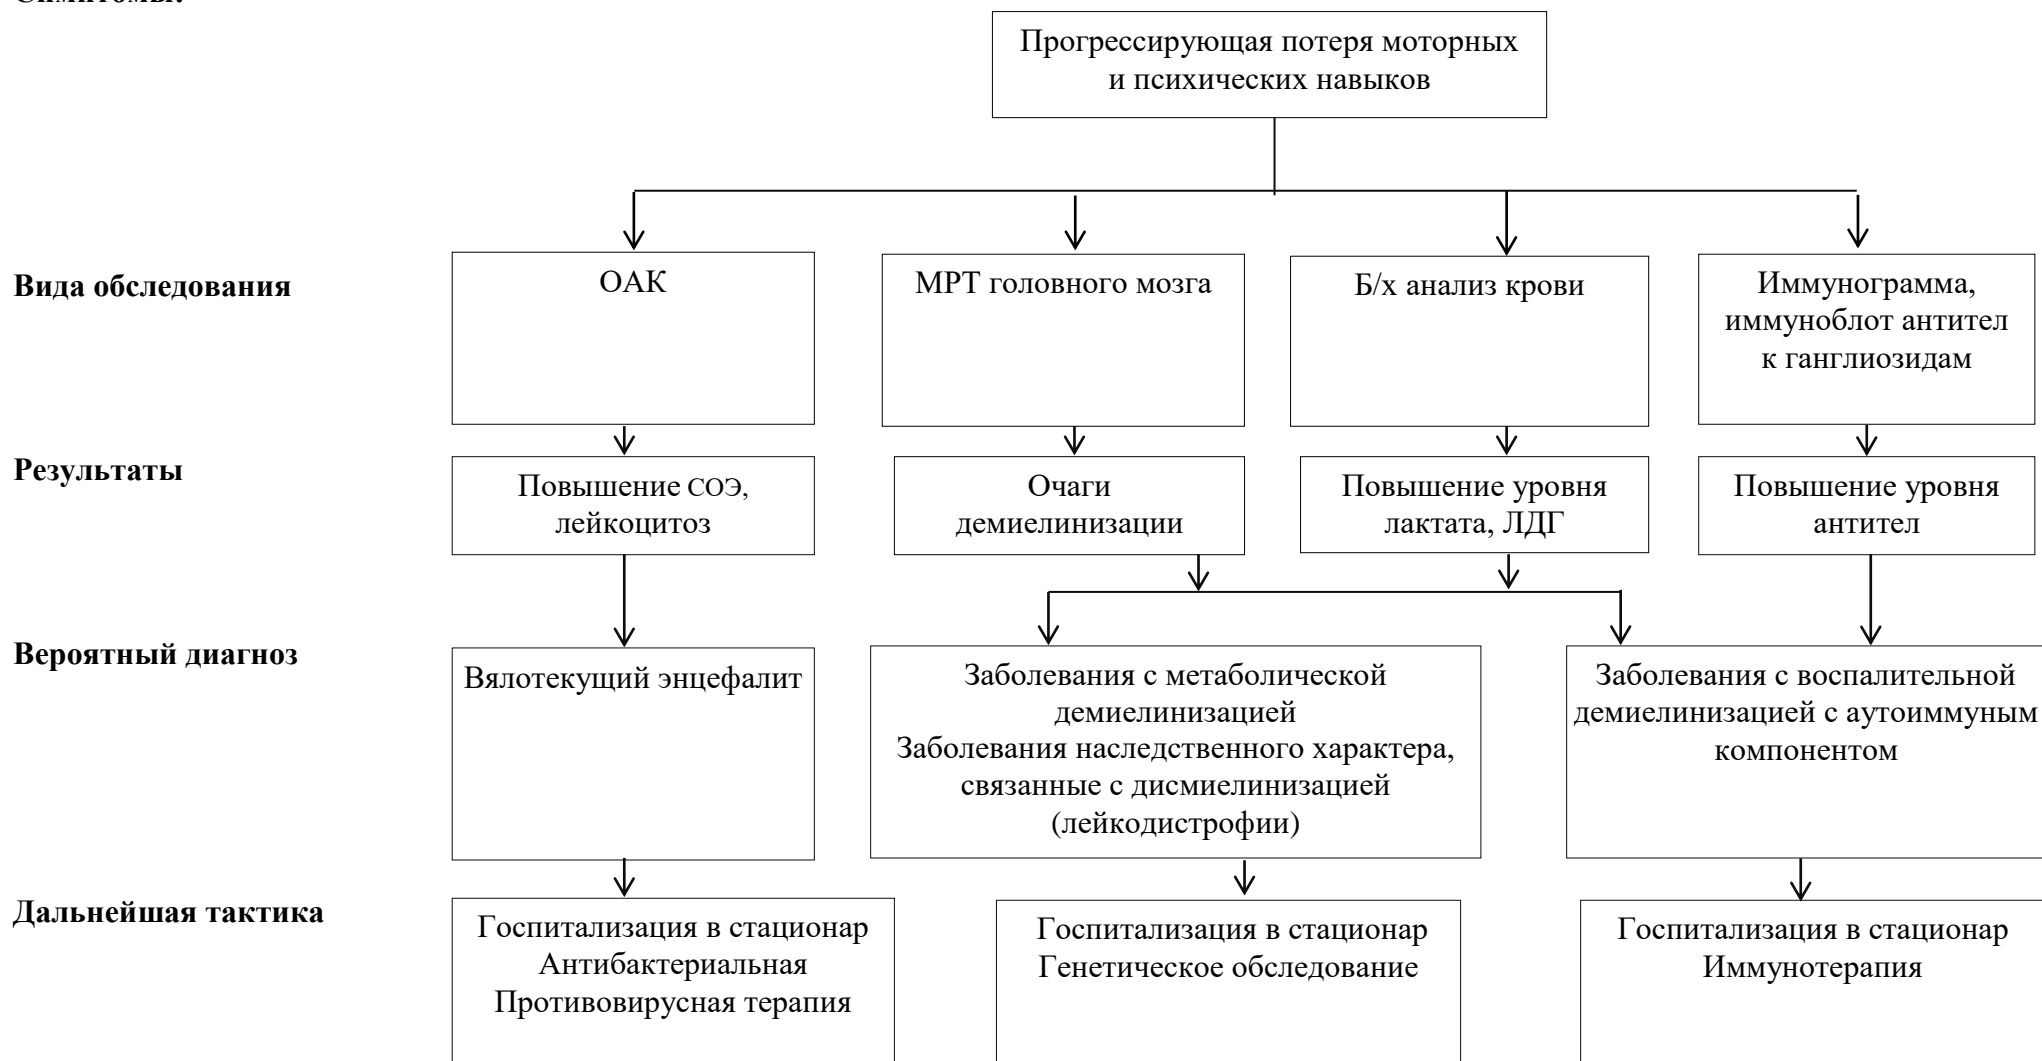 Симптомы:
Прогрессирующая потеря моторных
и психических навыков
Вида обследования
ОАК
МРТ головного мозга
Б/х анализ крови
Иммунограмма,
иммуноблот антител
к ганглиозидам
Результаты
Повышение СОЭ,
лейкоцитоз
Очаги
демиелинизации
Повышение уровня
лактата, ЛДГ
Повышение уровня
антител
Вероятный диагноз
Вялотекущий энцефалит
Заболевания с метаболической
демиелинизацией
Заболевания наследственного характера,
связанные с дисмиелинизацией
(лейкодистрофии)
Заболевания с воспалительной
демиелинизацией с аутоиммуным
компонентом
Дальнейшая тактика
Госпитализация в стационар
Антибактериальная
Противовирусная терапия
Госпитализация в стационар
Генетическое обследование
Госпитализация в стационар
Иммунотерапия